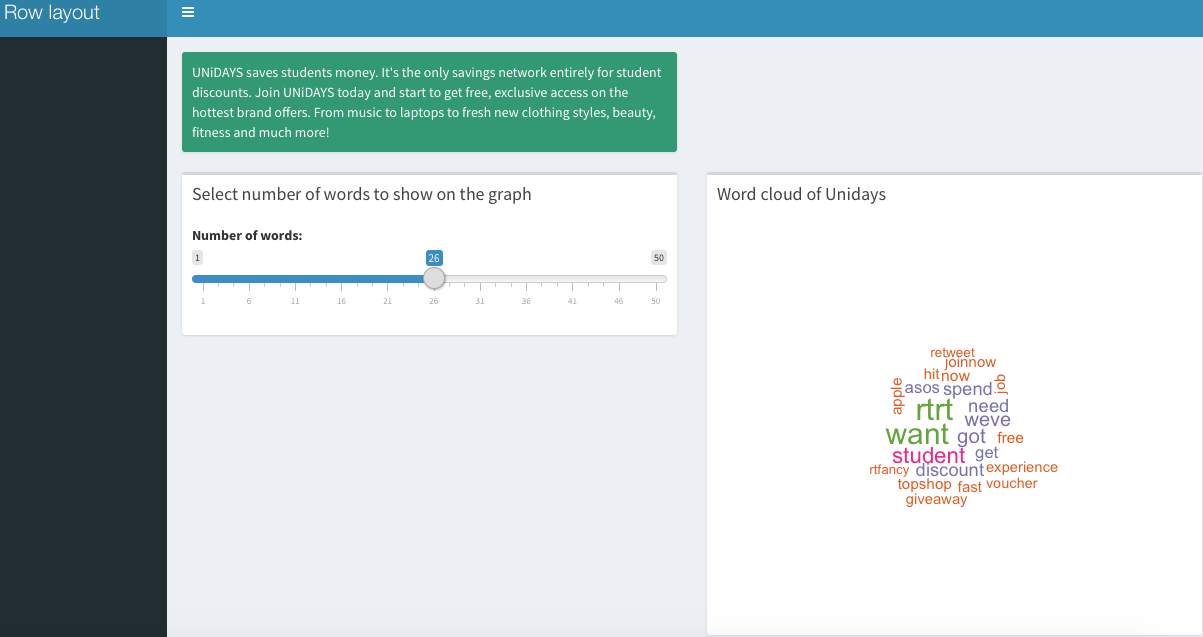 Row layout
UNiDAYS saves students money. It's the only savings network entirely for student
discounts. Join UNiDAYS today and start to get free, exclusive access on the
hottest brand offers. From music to laptops to fresh new clothing styles, beauty,
fitness and much more!
Select number of words to show on the graph
Number of words:
1 26 50
1 6 11 16 21 26 31 36 41 46 50
Word cloud of Unidays
retweet
joinnow
hit now
job
apple
asos spend
rtrt need
weve
want got free
student get
rtfancy discount experience
topshop fast voucher
giveaway